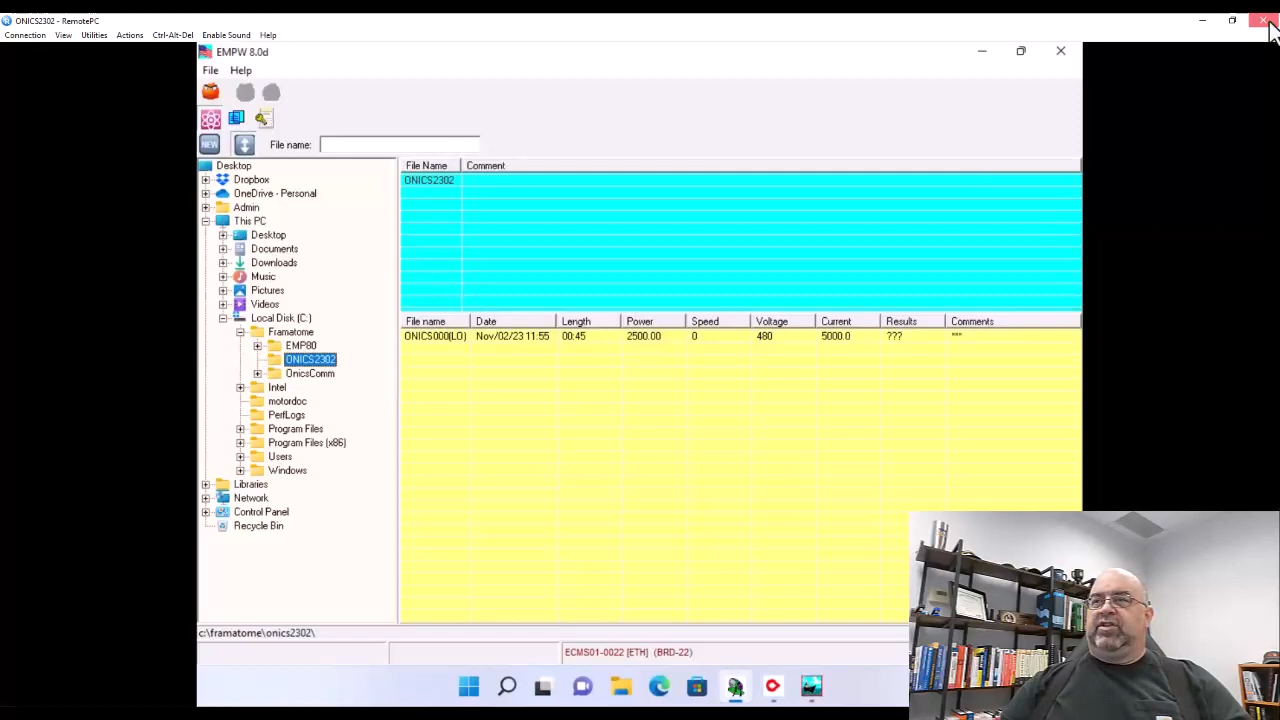 ONICS2302 - RemotePC
Connection View Utilities Actions Ctrl-Alt-Del Enable Sound Help
EMPW 8.0d
File Help
NEW File name:
Desktop
Dropbox
OneDrive - Personal
Admin
This PC
Desktop
Documents
Downloads
Music
Pictures
Videos
Local Disk (C:)
Framatome
EMP80
ONICS2302
OnicsComm
Intel
motordoc
PerfLogs
Program Files
Program Files (x86)
Users
Windows
Libraries
Network
Control Panel
Recycle Bin
File Name Comment
ONICS2302
File name Date Length Power Speed Voltage Current Results Comments
ONICS000(LO) Nov/02/23 11:55 00:45 2500.00 0 480 5000.0 ??? ***
c:\framatome\onics2302\
ECMS01-0022 [ETH] (BRD-22)